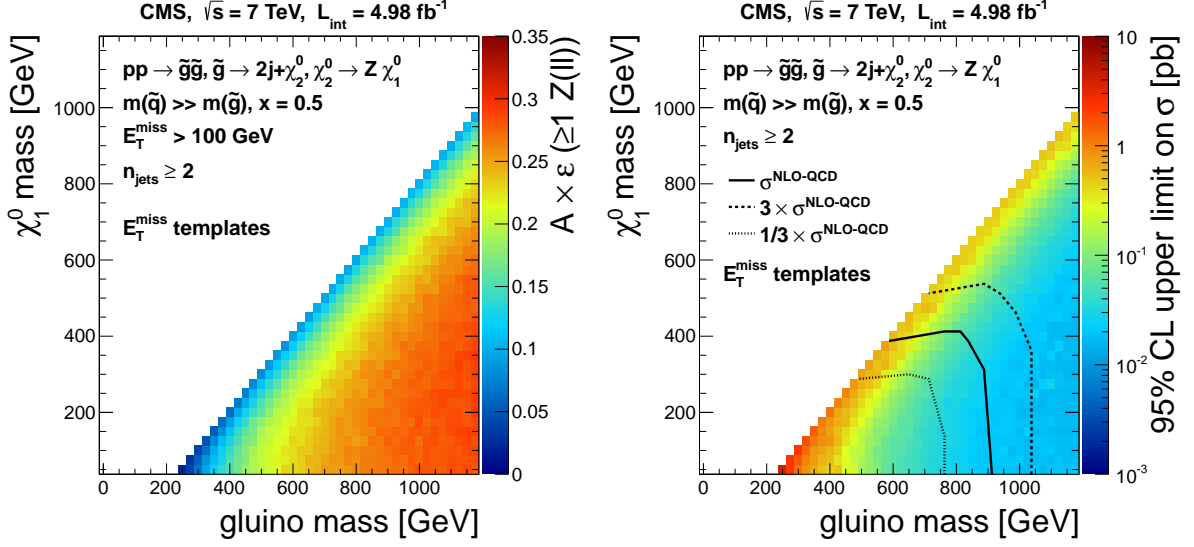 CMS, √s = 7 TeV, L_int = 4.98 fb⁻¹
pp → g̃g̃, g̃ → 2j+χ₂⁰, χ₂⁰ → Z χ₁⁰
m(q̃) >> m(g̃), x = 0.5
E_T^miss > 100 GeV
n_jets ≥ 2
E_T^miss templates
χ₁⁰ mass [GeV]
1000
800
600
400
200
0 200 400 600 800 1000
gluino mass [GeV]
0.35
0.3
0.25
0.2
0.15
0.1
0.05
0
A × ε (≥1 Z(ll))
CMS, √s = 7 TeV, L_int = 4.98 fb⁻¹
pp → g̃g̃, g̃ → 2j+χ₂⁰, χ₂⁰ → Z χ₁⁰
m(q̃) >> m(g̃), x = 0.5
n_jets ≥ 2
σ^NLO-QCD
3 × σ^NLO-QCD
1/3 × σ^NLO-QCD
E_T^miss templates
χ₁⁰ mass [GeV]
1000
800
600
400
200
0 200 400 600 800 1000
gluino mass [GeV]
10
1
10⁻¹
10⁻²
10⁻³
95% CL upper limit on σ [pb]